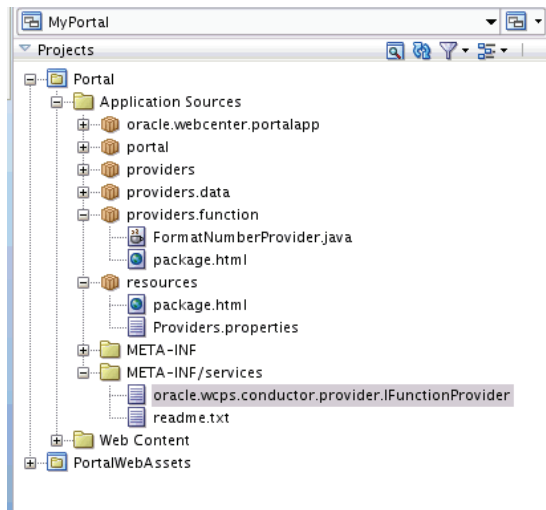 MyPortal
Projects
Portal
Application Sources
oracle.webcenter.portalapp
portal
providers
providers.data
providers.function
FormatNumberProvider.java
package.html
resources
package.html
Providers.properties
META-INF
META-INF/services
oracle.wcps.conductor.provider.IFunctionProvider
readme.txt
Web Content
PortalWebAssets